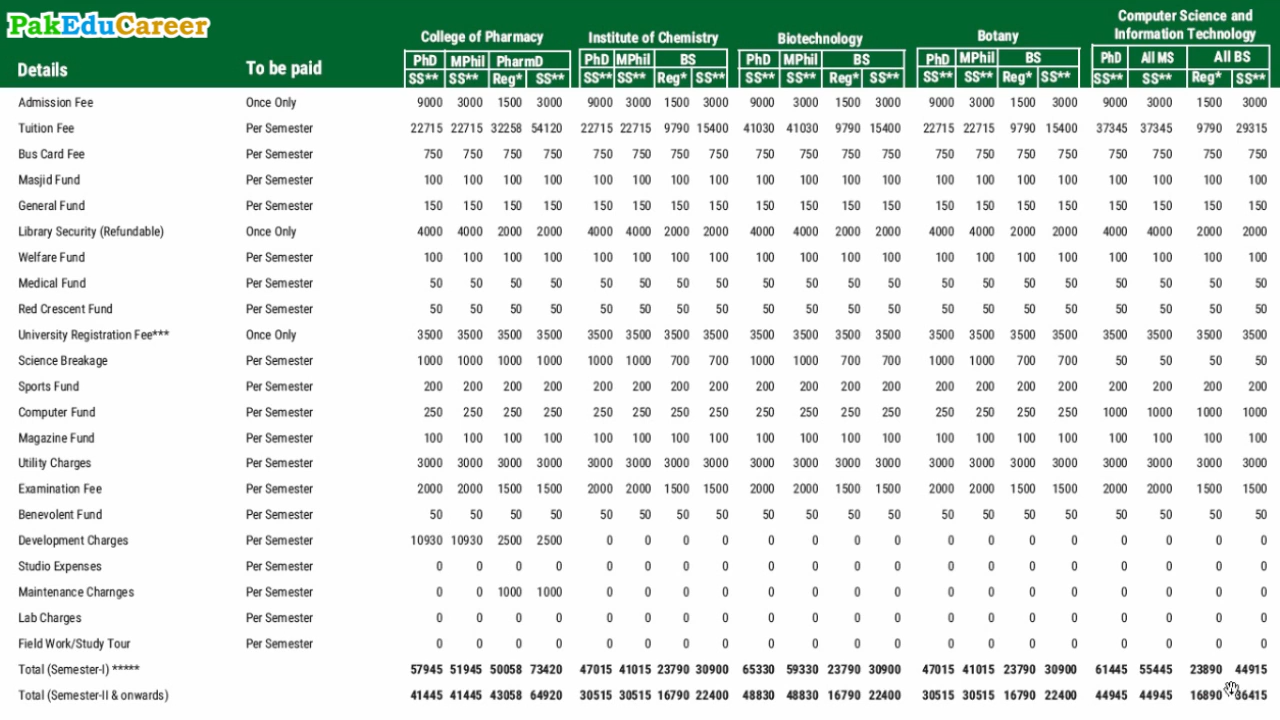 PakEduCareer
Computer Science and
College of Pharmacy Institute of Chemistry Biotechnology Botany Information Technology
PhD MPhil PharmD PhD MPhil BS PhD MPhil BS PhD MPhil BS PhD All MS All BS
Details To be paid SS** SS** Reg* SS** SS** SS** Reg* SS** SS** SS** Reg* SS** SS** SS** Reg* SS** SS** SS** Reg* SS**
Admission Fee Once Only 9000 3000 1500 3000 9000 3000 1500 3000 9000 3000 1500 3000 9000 3000 1500 3000 9000 3000 1500 3000
Tuition Fee Per Semester 22715 22715 32258 54120 22715 22715 9790 15400 41030 41030 9790 15400 22715 22715 9790 15400 37345 37345 9790 29315
Bus Card Fee Per Semester 750 750 750 750 750 750 750 750 750 750 750 750 750 750 750 750 750 750 750 750
Masjid Fund Per Semester 100 100 100 100 100 100 100 100 100 100 100 100 100 100 100 100 100 100 100 100
General Fund Per Semester 150 150 150 150 150 150 150 150 150 150 150 150 150 150 150 150 150 150 150 150
Library Security (Refundable) Once Only 4000 4000 2000 2000 4000 4000 2000 2000 4000 4000 2000 2000 4000 4000 2000 2000 4000 4000 2000 2000
Welfare Fund Per Semester 100 100 100 100 100 100 100 100 100 100 100 100 100 100 100 100 100 100 100 100
Medical Fund Per Semester 50 50 50 50 50 50 50 50 50 50 50 50 50 50 50 50 50 50 50 50
Red Crescent Fund Per Semester 50 50 50 50 50 50 50 50 50 50 50 50 50 50 50 50 50 50 50 50
University Registration Fee*** Once Only 3500 3500 3500 3500 3500 3500 3500 3500 3500 3500 3500 3500 3500 3500 3500 3500 3500 3500 3500 3500
Science Breakage Per Semester 1000 1000 1000 1000 1000 1000 700 700 1000 1000 700 700 1000 1000 700 700 50 50 50 50
Sports Fund Per Semester 200 200 200 200 200 200 200 200 200 200 200 200 200 200 200 200 200 200 200 200
Computer Fund Per Semester 250 250 250 250 250 250 250 250 250 250 250 250 250 250 250 250 1000 1000 1000 1000
Magazine Fund Per Semester 100 100 100 100 100 100 100 100 100 100 100 100 100 100 100 100 100 100 100 100
Utility Charges Per Semester 3000 3000 3000 3000 3000 3000 3000 3000 3000 3000 3000 3000 3000 3000 3000 3000 3000 3000 3000 3000
Examination Fee Per Semester 2000 2000 1500 1500 2000 2000 1500 1500 2000 2000 1500 1500 2000 2000 1500 1500 2000 2000 1500 1500
Benevolent Fund Per Semester 50 50 50 50 50 50 50 50 50 50 50 50 50 50 50 50 50 50 50 50
Development Charges Per Semester 10930 10930 2500 2500 0 0 0 0 0 0 0 0 0 0 0 0 0 0 0 0
Studio Expenses Per Semester 0 0 0 0 0 0 0 0 0 0 0 0 0 0 0 0 0 0 0 0
Maintenance Charnges Per Semester 0 0 1000 1000 0 0 0 0 0 0 0 0 0 0 0 0 0 0 0 0
Lab Charges Per Semester 0 0 0 0 0 0 0 0 0 0 0 0 0 0 0 0 0 0 0 0
Field Work/Study Tour Per Semester 0 0 0 0 0 0 0 0 0 0 0 0 0 0 0 0 0 0 0 0
Total (Semester-I) ***** 57945 51945 50058 73420 47015 41015 23790 30900 65330 59330 23790 30900 47015 41015 23790 30900 61445 55445 23890 44915
Total (Semester-II & onwards) 41445 41445 43058 64920 30515 30515 16790 22400 48830 48830 16790 22400 30515 30515 16790 22400 44945 44945 16890 36415